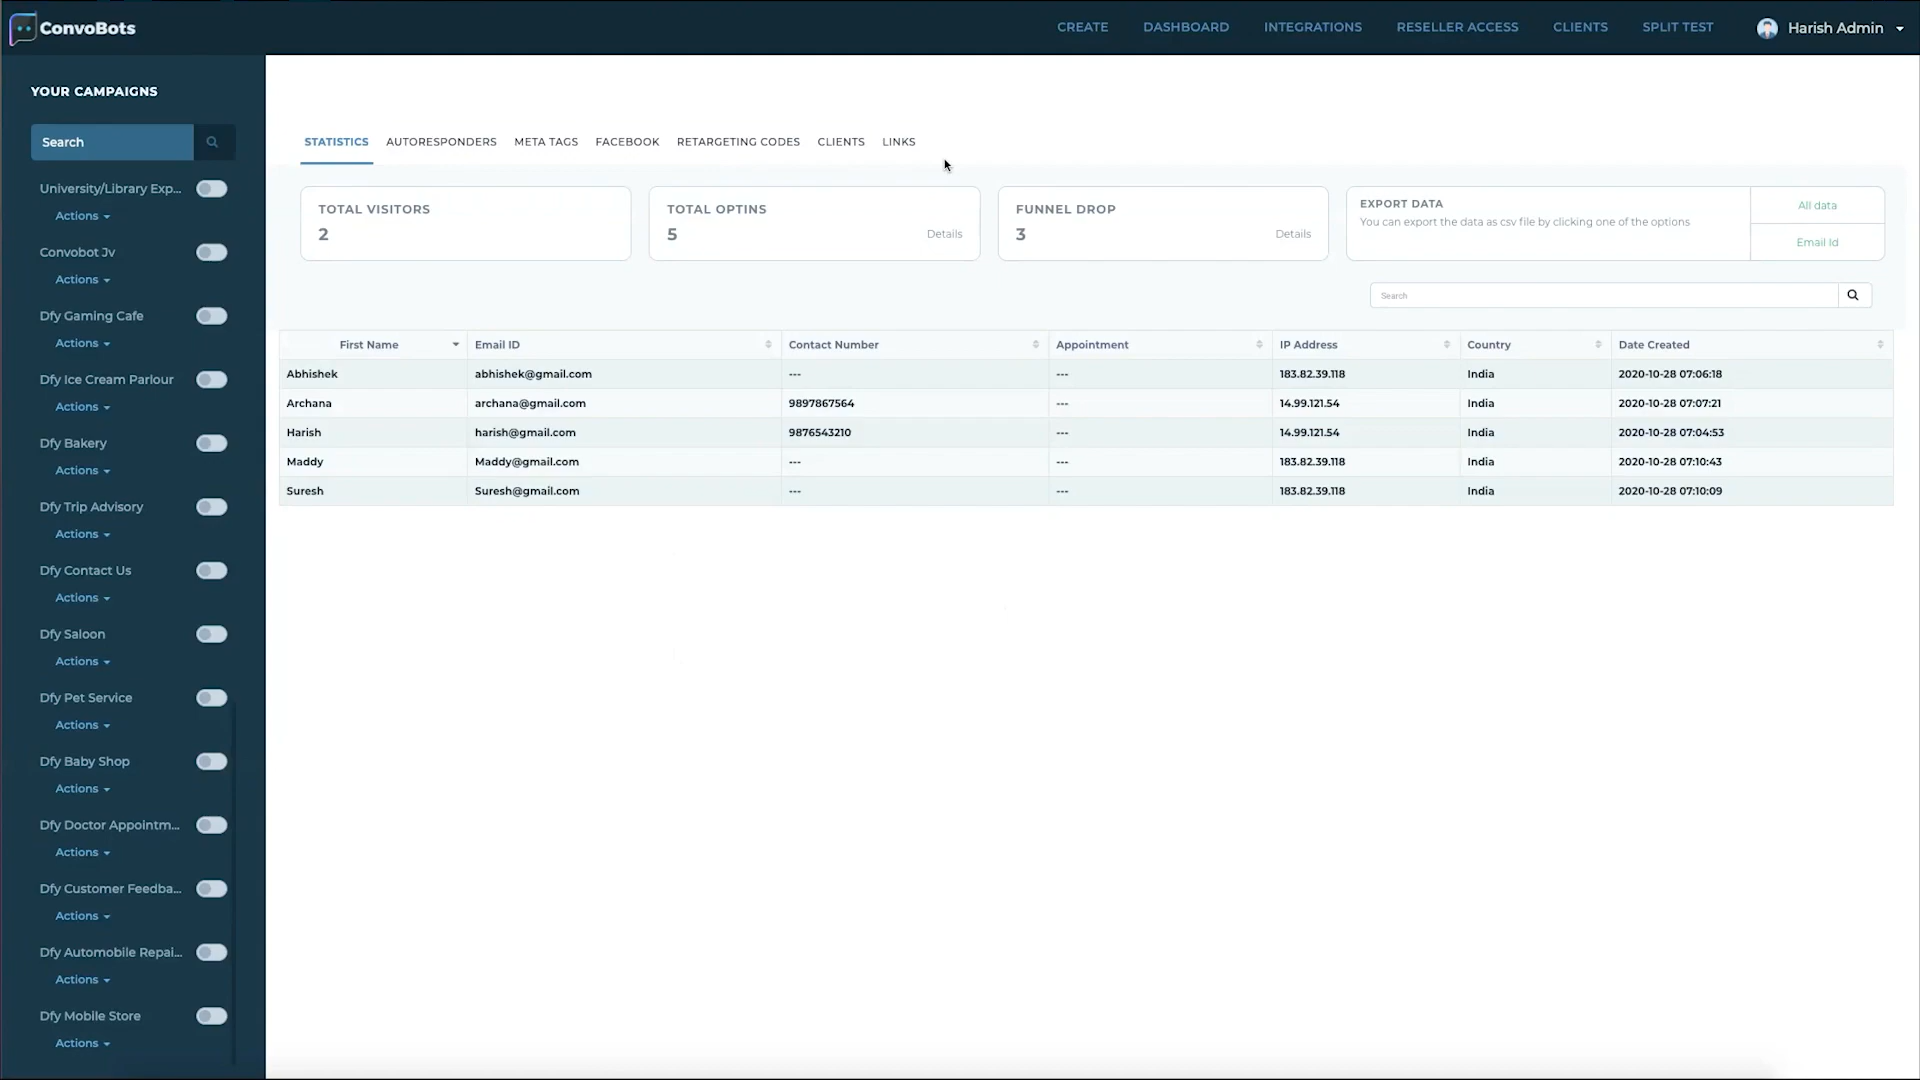 ConvoBots
CREATE DASHBOARD INTEGRATIONS RESELLER ACCESS CLIENTS SPLIT TEST Harish Admin
YOUR CAMPAIGNS
Search
University/Library Exp...
Actions
Convobot Jv
Actions
Dfy Gaming Cafe
Actions
Dfy Ice Cream Parlour
Actions
Dfy Bakery
Actions
Dfy Trip Advisory
Actions
Dfy Contact Us
Actions
Dfy Saloon
Actions
Dfy Pet Service
Actions
Dfy Baby Shop
Actions
Dfy Doctor Appointm...
Actions
Dfy Customer Feedba...
Actions
Dfy Automobile Repai...
Actions
Dfy Mobile Store
Actions
STATISTICS AUTORESPONDERS META TAGS FACEBOOK RETARGETING CODES CLIENTS LINKS
TOTAL VISITORS
2
TOTAL OPTINS
5 Details
FUNNEL DROP
3 Details
EXPORT DATA
You can export the data as csv file by clicking one of the options
All data
Email Id
Search
First Name Email ID Contact Number Appointment IP Address Country Date Created
Abhishek abhishek@gmail.com --- --- 183.82.39.118 India 2020-10-28 07:06:18
Archana archana@gmail.com 9897867564 --- 14.99.121.54 India 2020-10-28 07:07:21
Harish harish@gmail.com 9876543210 --- 14.99.121.54 India 2020-10-28 07:04:53
Maddy Maddy@gmail.com --- --- 183.82.39.118 India 2020-10-28 07:10:43
Suresh Suresh@gmail.com --- --- 183.82.39.118 India 2020-10-28 07:10:09